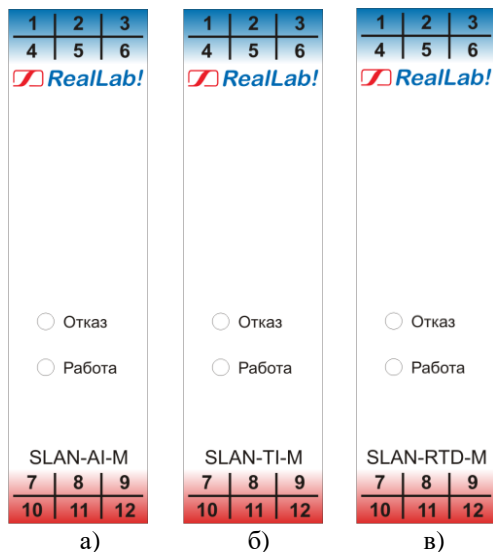 1 2 3 1 2 3 1 2 3
4 5 6 4 5 6 4 5 6
RealLab! RealLab! RealLab!
Отказ Отказ Отказ
Работа Работа Работа
SLAN-AI-M SLAN-TI-M SLAN-RTD-M
7 8 9 7 8 9 7 8 9
10 11 12 10 11 12 10 11 12
а) б) в)